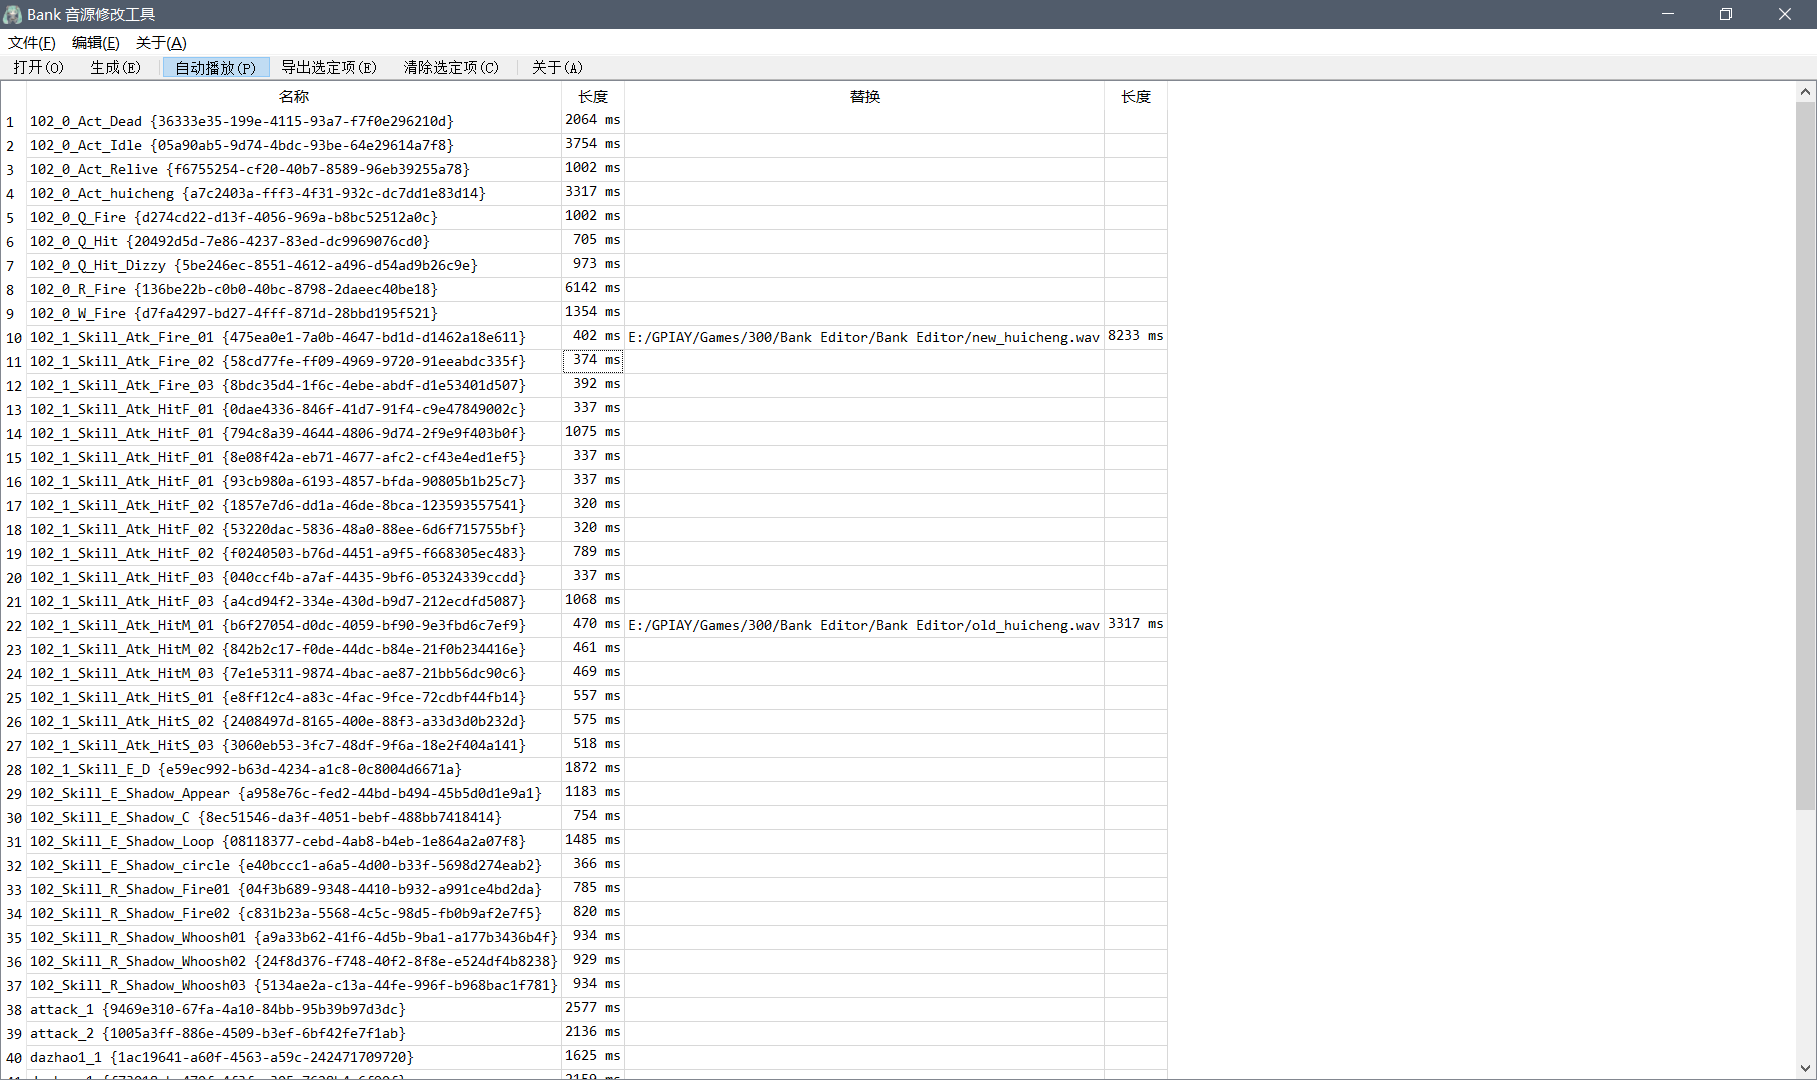 Bank 音源修改工具
文件(F) 编辑(E) 关于(A)
打开(O) 生成(E) 自动播放(P) 导出选定项(E) 清除选定项(C) 关于(A)
名称 长度 替换 长度
1 102_0_Act_Dead {36333e35-199e-4115-93a7-f7f0e296210d} 2064 ms
2 102_0_Act_Idle {05a90ab5-9d74-4bdc-93be-64e29614a7f8} 3754 ms
3 102_0_Act_Relive {f6755254-cf20-40b7-8589-96eb39255a78} 1002 ms
4 102_0_Act_huicheng {a7c2403a-fff3-4f31-932c-dc7dd1e83d14} 3317 ms
5 102_0_Q_Fire {d274cd22-d13f-4056-969a-b8bc52512a0c} 1002 ms
6 102_0_Q_Hit {20492d5d-7e86-4237-83ed-dc9969076cd0} 705 ms
7 102_0_Q_Hit_Dizzy {5be246ec-8551-4612-a496-d54ad9b26c9e} 973 ms
8 102_0_R_Fire {136be22b-c0b0-40bc-8798-2daeec40be18} 6142 ms
9 102_0_W_Fire {d7fa4297-bd27-4fff-871d-28bbd195f521} 1354 ms
10 102_1_Skill_Atk_Fire_01 {475ea0e1-7a0b-4647-bd1d-d1462a18e611} 402 ms E:/GPIAY/Games/300/Bank Editor/Bank Editor/new_huicheng.wav 8233 ms
11 102_1_Skill_Atk_Fire_02 {58cd77fe-ff09-4969-9720-91eeabdc335f} 374 ms
12 102_1_Skill_Atk_Fire_03 {8bdc35d4-1f6c-4ebe-abdf-d1e53401d507} 392 ms
13 102_1_Skill_Atk_HitF_01 {0dae4336-846f-41d7-91f4-c9e47849002c} 337 ms
14 102_1_Skill_Atk_HitF_01 {794c8a39-4644-4806-9d74-2f9e9f403b0f} 1075 ms
15 102_1_Skill_Atk_HitF_01 {8e08f42a-eb71-4677-afc2-cf43e4ed1ef5} 337 ms
16 102_1_Skill_Atk_HitF_01 {93cb980a-6193-4857-bfda-90805b1b25c7} 337 ms
17 102_1_Skill_Atk_HitF_02 {1857e7d6-dd1a-46de-8bca-123593557541} 320 ms
18 102_1_Skill_Atk_HitF_02 {53220dac-5836-48a0-88ee-6d6f715755bf} 320 ms
19 102_1_Skill_Atk_HitF_02 {f0240503-b76d-4451-a9f5-f668305ec483} 789 ms
20 102_1_Skill_Atk_HitF_03 {040ccf4b-a7af-4435-9bf6-05324339ccdd} 337 ms
21 102_1_Skill_Atk_HitF_03 {a4cd94f2-334e-430d-b9d7-212ecdfd5087} 1068 ms
22 102_1_Skill_Atk_HitM_01 {b6f27054-d0dc-4059-bf90-9e3fbd6c7ef9} 470 ms E:/GPIAY/Games/300/Bank Editor/Bank Editor/old_huicheng.wav 3317 ms
23 102_1_Skill_Atk_HitM_02 {842b2c17-f0de-44dc-b84e-21f0b234416e} 461 ms
24 102_1_Skill_Atk_HitM_03 {7e1e5311-9874-4bac-ae87-21bb56dc90c6} 469 ms
25 102_1_Skill_Atk_HitS_01 {e8ff12c4-a83c-4fac-9fce-72cdbf44fb14} 557 ms
26 102_1_Skill_Atk_HitS_02 {2408497d-8165-400e-88f3-a33d3d0b232d} 575 ms
27 102_1_Skill_Atk_HitS_03 {3060eb53-3fc7-48df-9f6a-18e2f404a141} 518 ms
28 102_1_Skill_E_D {e59ec992-b63d-4234-a1c8-0c8004d6671a} 1872 ms
29 102_Skill_E_Shadow_Appear {a958e76c-fed2-44bd-b494-45b5d0d1e9a1} 1183 ms
30 102_Skill_E_Shadow_C {8ec51546-da3f-4051-bebf-488bb7418414} 754 ms
31 102_Skill_E_Shadow_Loop {08118377-cebd-4ab8-b4eb-1e864a2a07f8} 1485 ms
32 102_Skill_E_Shadow_circle {e40bccc1-a6a5-4d00-b33f-5698d274eab2} 366 ms
33 102_Skill_R_Shadow_Fire01 {04f3b689-9348-4410-b932-a991ce4bd2da} 785 ms
34 102_Skill_R_Shadow_Fire02 {c831b23a-5568-4c5c-98d5-fb0b9af2e7f5} 820 ms
35 102_Skill_R_Shadow_Whoosh01 {a9a33b62-41f6-4d5b-9ba1-a177b3436b4f} 934 ms
36 102_Skill_R_Shadow_Whoosh02 {24f8d376-f748-40f2-8f8e-e524df4b8238} 929 ms
37 102_Skill_R_Shadow_Whoosh03 {5134ae2a-c13a-44fe-996f-b968bac1f781} 934 ms
38 attack_1 {9469e310-67fa-4a10-84bb-95b39b97d3dc} 2577 ms
39 attack_2 {1005a3ff-886e-4509-b3ef-6bf42fe7f1ab} 2136 ms
40 dazhao1_1 {1ac19641-a60f-4563-a59c-242471709720} 1625 ms